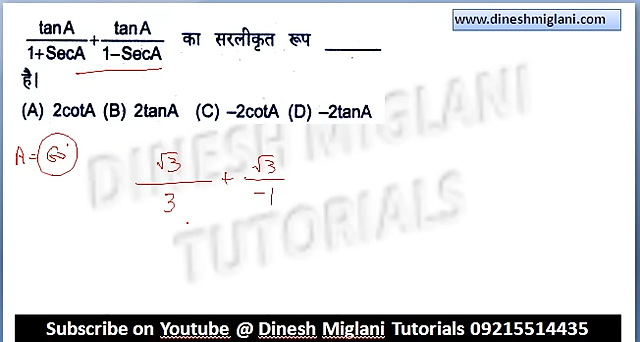 www.dineshmiglani.com
tanA/1+SecA + tanA/1−SecA का सरलीकृत रूप ______
है।
(A) 2cotA (B) 2tanA (C) −2cotA (D) −2tanA
A = 60°
√3/3 + √3/-1
DINESH MIGLANI
TUTORIALS
Subscribe on Youtube @ Dinesh Miglani Tutorials 09215514435